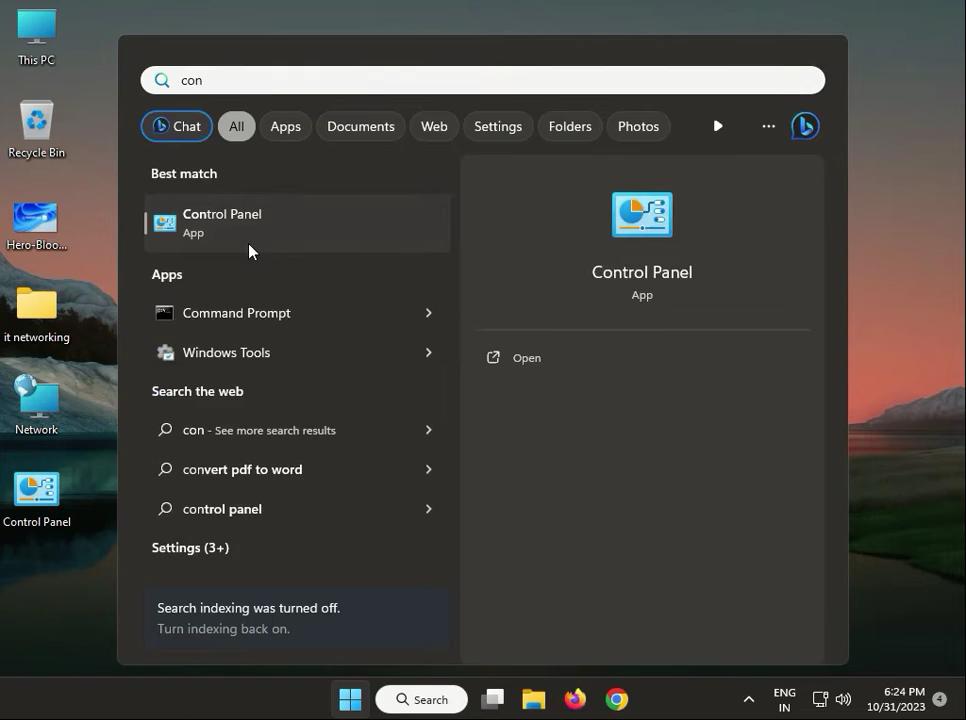 This PC
Recycle Bin
Hero-Bloo...
it networking
Network
Control Panel
con
Chat
All
Apps
Documents
Web
Settings
Folders
Photos
Best match
Control Panel
App
Apps
Command Prompt
Windows Tools
Search the web
con - See more search results
convert pdf to word
control panel
Settings (3+)
Search indexing was turned off.
Turn indexing back on.
Control Panel
App
Open
Search
ENG
IN
6:24 PM
10/31/2023
4